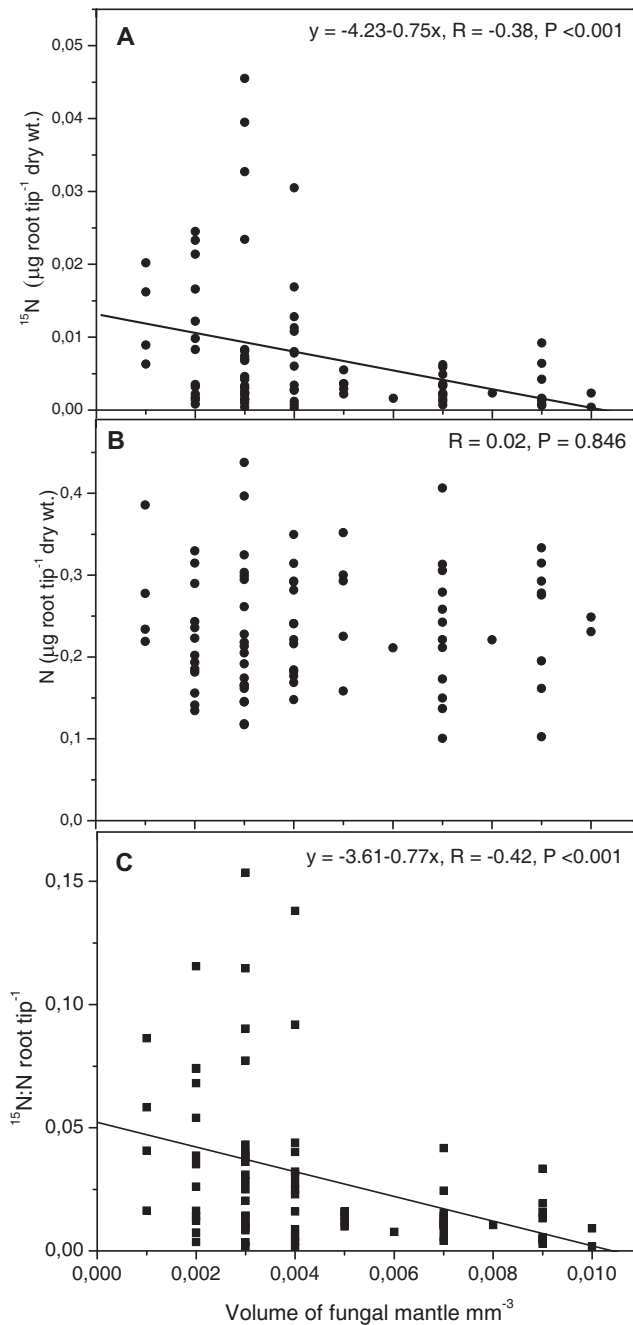 A
y = -4.23-0.75x, R = -0.38, P <0.001
0,05
0,04
0,03
0,02
0,01
0,00
¹⁵N (µg root tip⁻¹ dry wt.)
B
R = 0.02, P = 0.846
0,4
0,3
0,2
0,1
0,0
N (µg root tip⁻¹ dry wt.)
C
y = -3.61-0.77x, R = -0.42, P <0.001
0,15
0,10
0,05
0,00
¹⁵N:N root tip⁻¹
0,000 0,002 0,004 0,006 0,008 0,010
Volume of fungal mantle mm⁻³